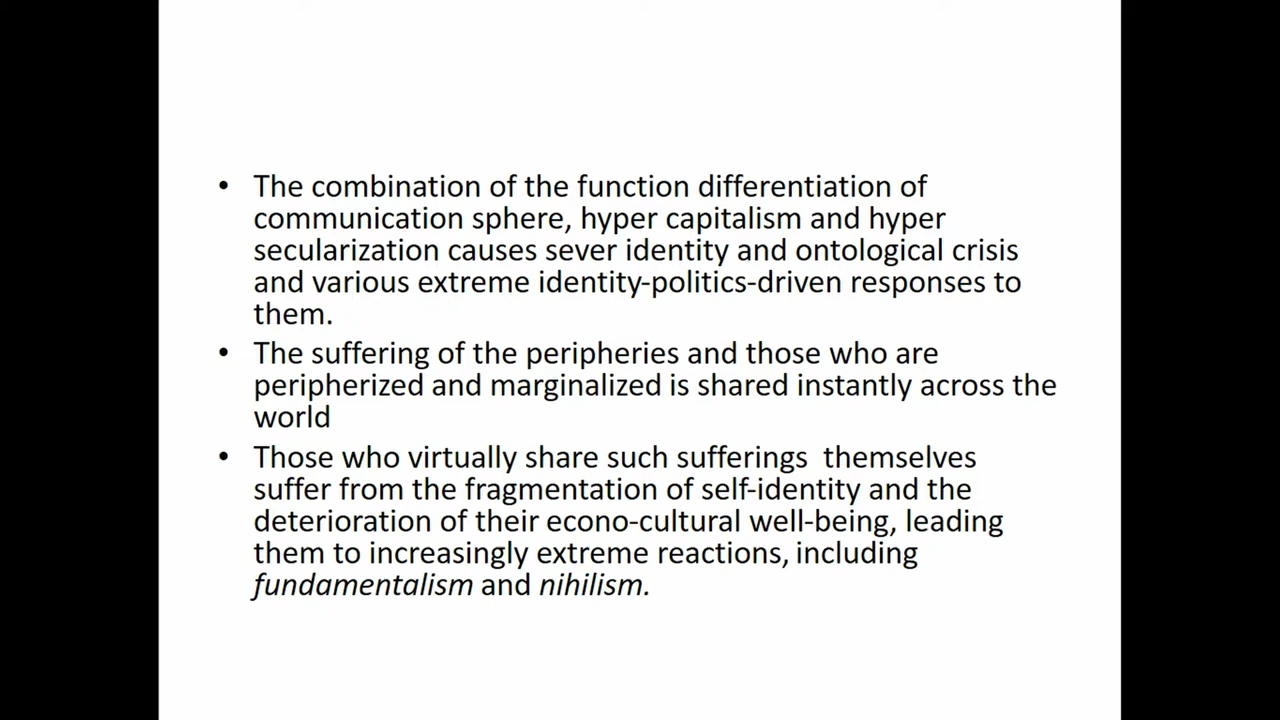 • The combination of the function differentiation of
communication sphere, hyper capitalism and hyper
secularization causes sever identity and ontological crisis
and various extreme identity-politics-driven responses to
them.
• The suffering of the peripheries and those who are
peripherized and marginalized is shared instantly across the
world
• Those who virtually share such sufferings  themselves
suffer from the fragmentation of self-identity and the
deterioration of their econo-cultural well-being, leading
them to increasingly extreme reactions, including
fundamentalism and nihilism.